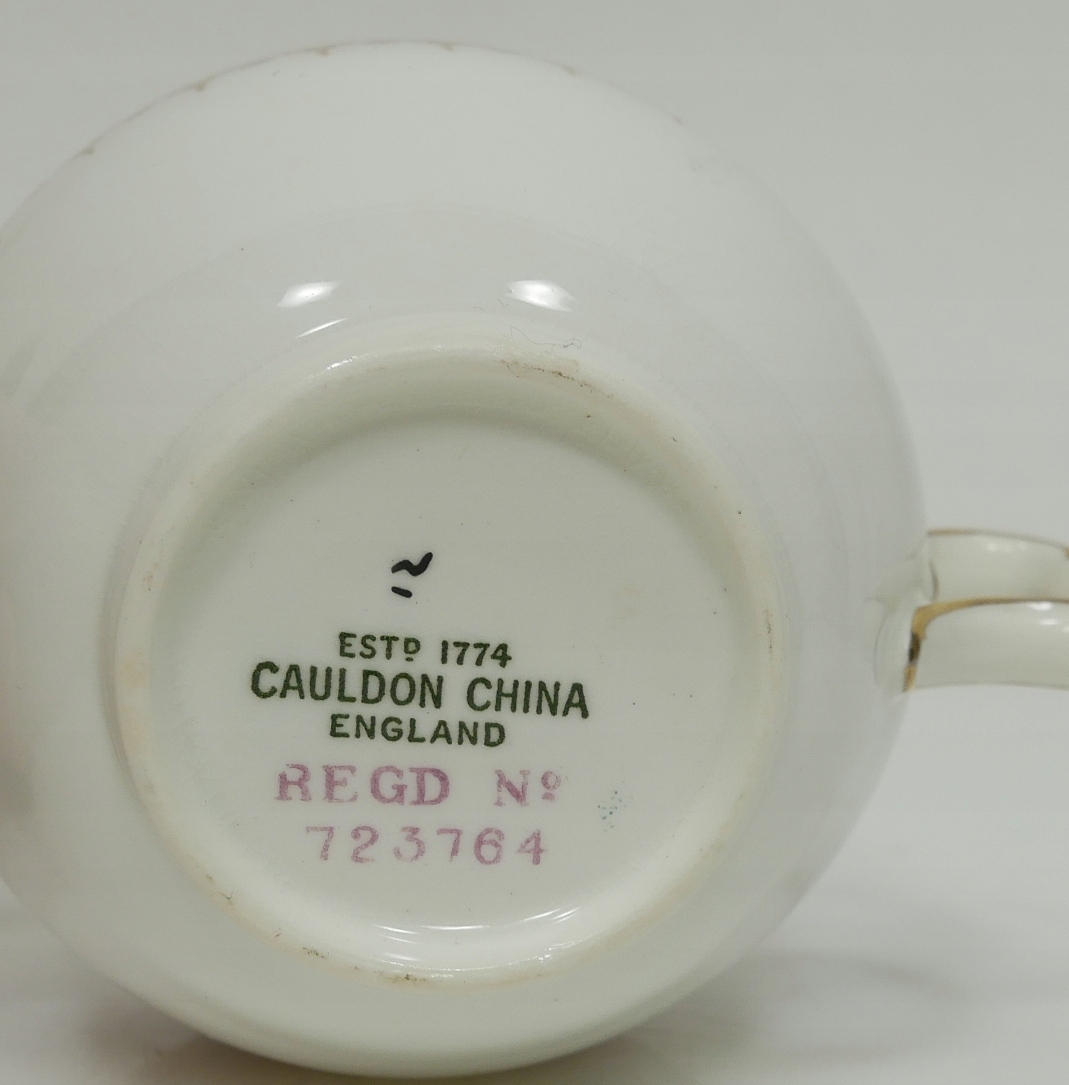 ESTᴰ 1774
CAULDON CHINA
ENGLAND
REGD Nº
723764